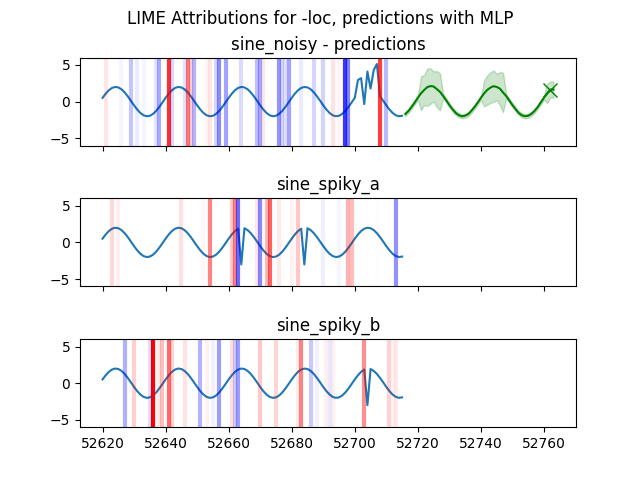 LIME Attributions for -loc, predictions with MLP
sine_noisy - predictions
5
0
−5
sine_spiky_a
5
0
−5
sine_spiky_b
5
0
−5
52620 52640 52660 52680 52700 52720 52740 52760